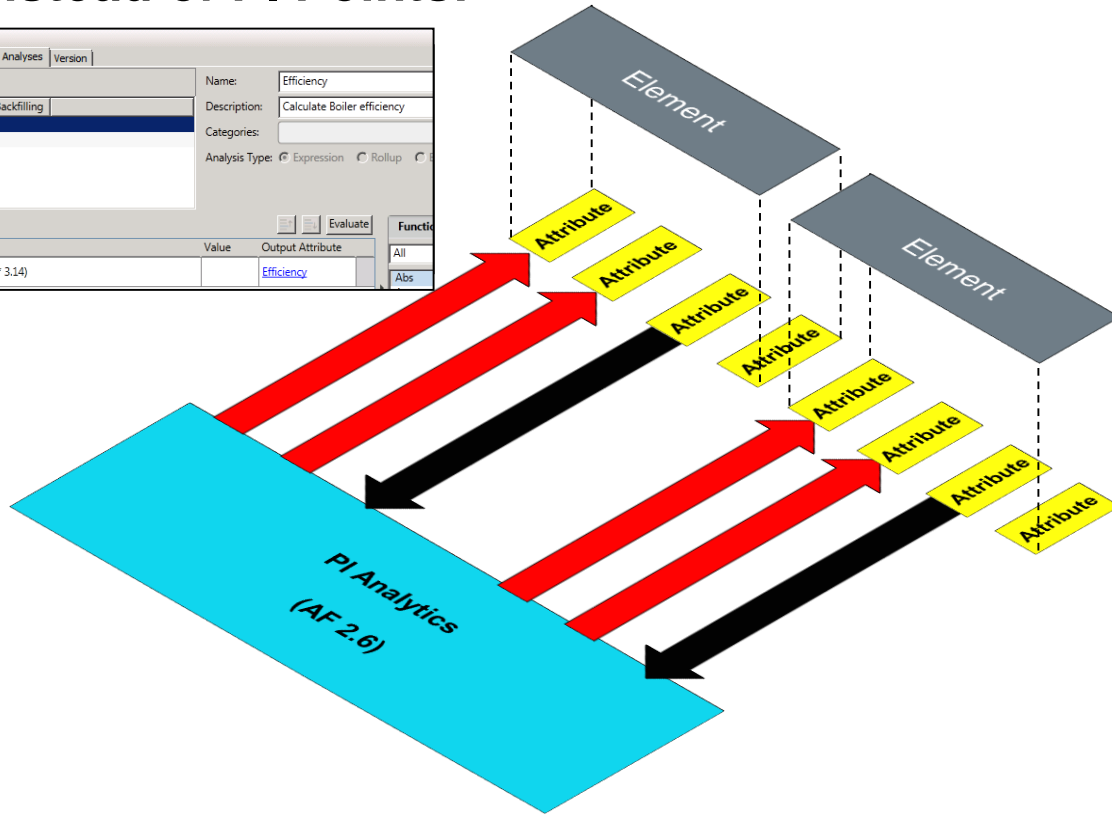 Analyses Version
Name: Efficiency
Backfilling
Description: Calculate Boiler efficiency
Categories:
Analysis Type: Expression Rollup
Evaluate
Value Output Attribute
All
* 3.14)
Efficiency
Abs
Element
Element
Attribute
Attribute
Attribute
Attribute
Attribute
Attribute
Attribute
Attribute
PI Analytics
(AF 2.6)